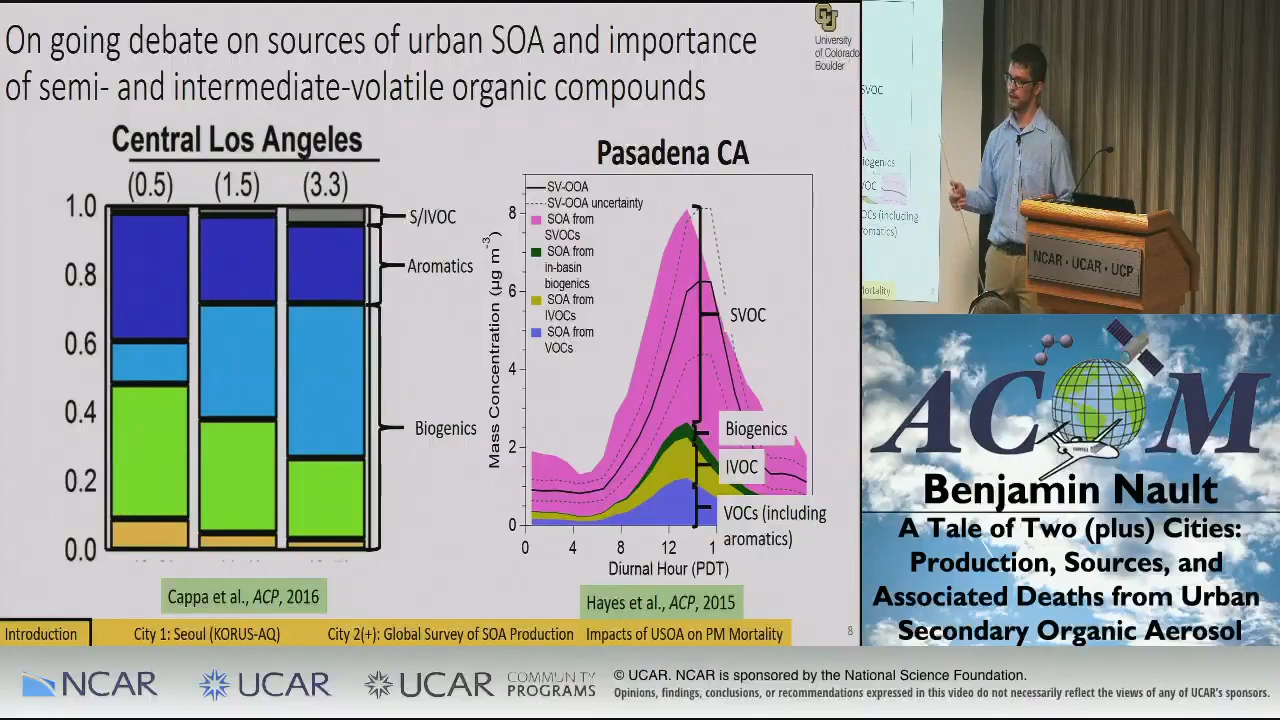 On going debate on sources of urban SOA and importance
of semi- and intermediate-volatile organic compounds
University
of Colorado
Boulder
Central Los Angeles
(0.5) (1.5) (3.3)
1.0
0.8
0.6
0.4
0.2
0.0
S/IVOC
Aromatics
Biogenics
Cappa et al., ACP, 2016
Pasadena CA
SV-OOA
SV-OOA uncertainty
SOA from
SVOCs
SOA from
in-basin
biogenics
SOA from
IVOCs
SOA from
VOCs
Mass Concentration (µg m-3)
8
6
4
2
0
0 4 8 12 1
Diurnal Hour (PDT)
SVOC
Biogenics
IVOC
VOCs (including
aromatics)
Hayes et al., ACP, 2015
Introduction City 1: Seoul (KORUS-AQ) City 2(+): Global Survey of SOA Production Impacts of USOA on PM Mortality 8
SVOC
iogenics
VOC
OCs (including
romatics)
Mortality
NCAR • UCAR • UCP
ACOM
Benjamin Nault
A Tale of Two (plus) Cities:
Production, Sources, and
Associated Deaths from Urban
Secondary Organic Aerosol
NCAR UCAR UCAR COMMUNITY
PROGRAMS
© UCAR. NCAR is sponsored by the National Science Foundation.
Opinions, findings, conclusions, or recommendations expressed in this video do not necessarily reflect the views of any of UCAR's sponsors.